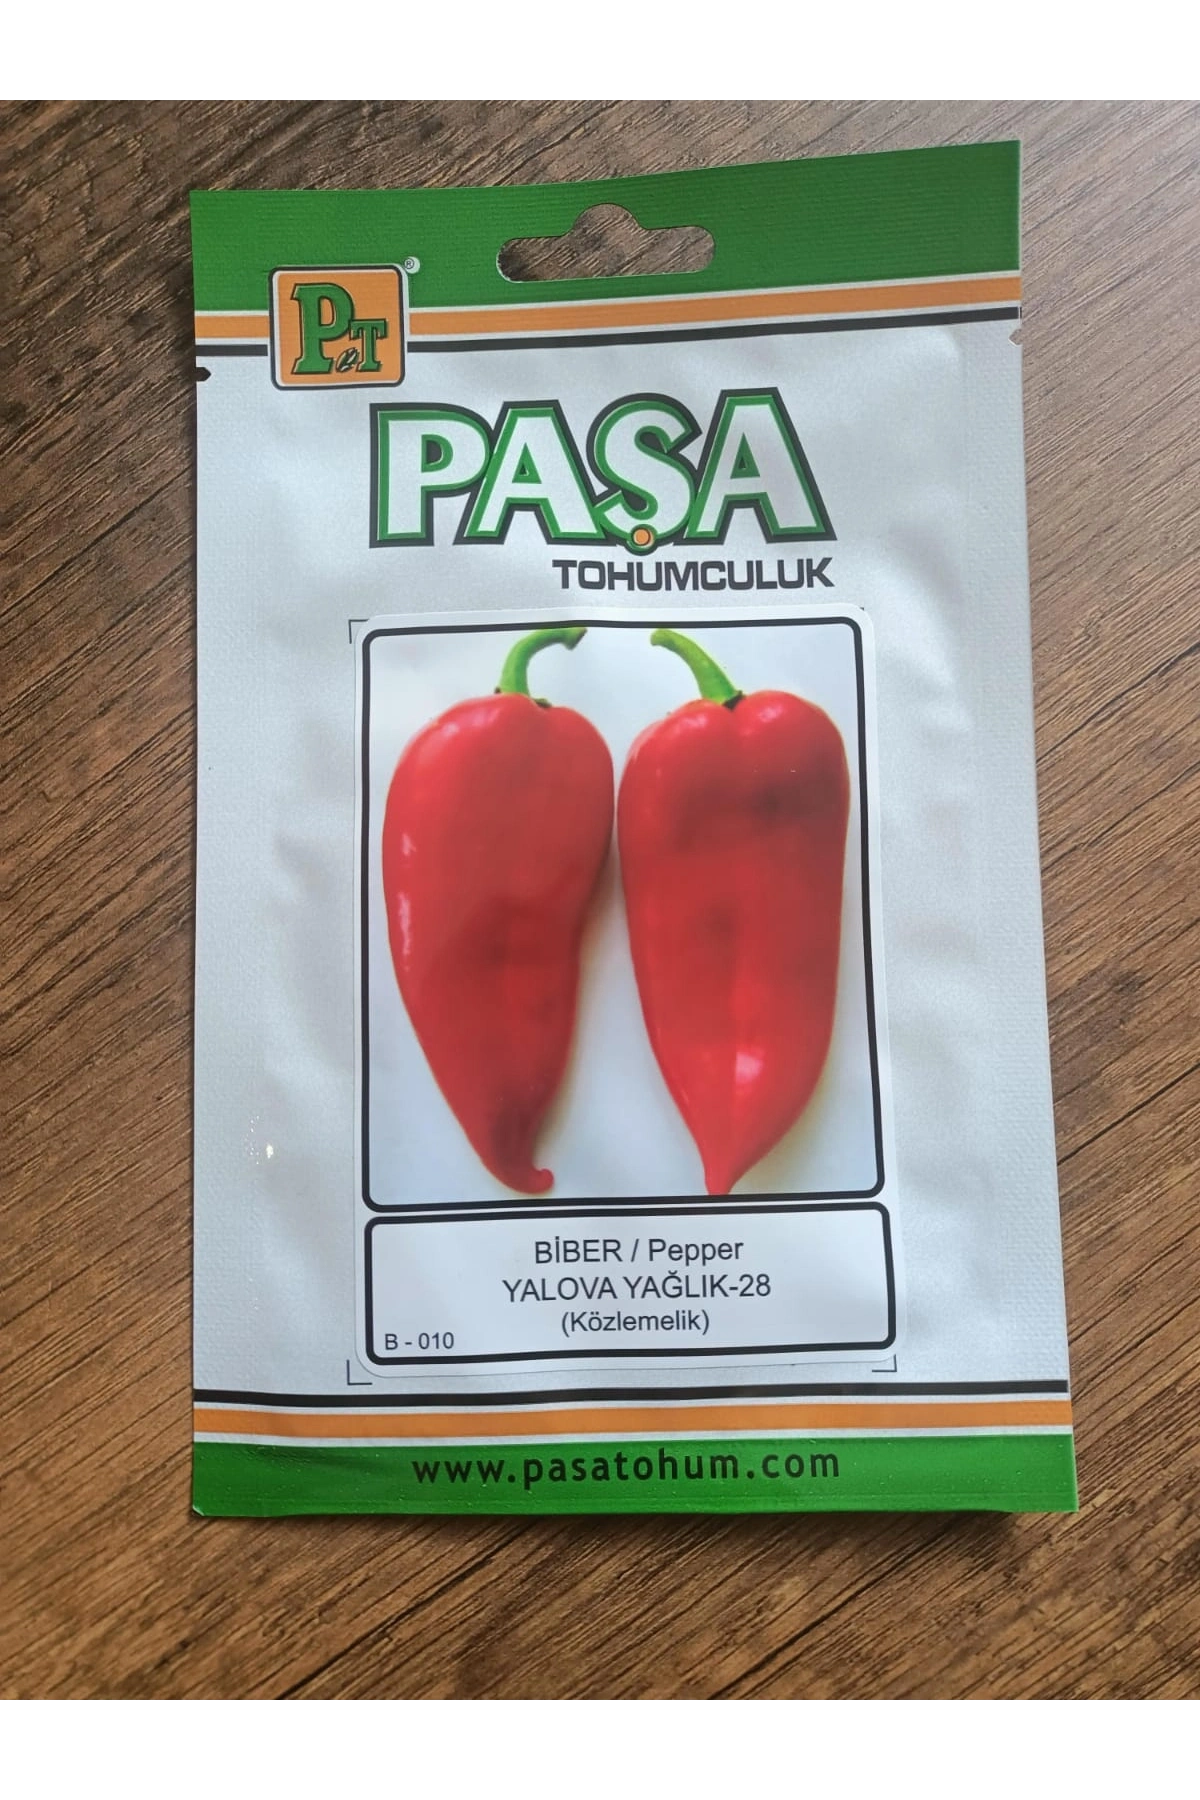 PT®
PAŞA
TOHUMCULUK
BİBER / Pepper
YALOVA YAĞLIK-28
(Közlemelik)
B - 010
www.pasatohum.com